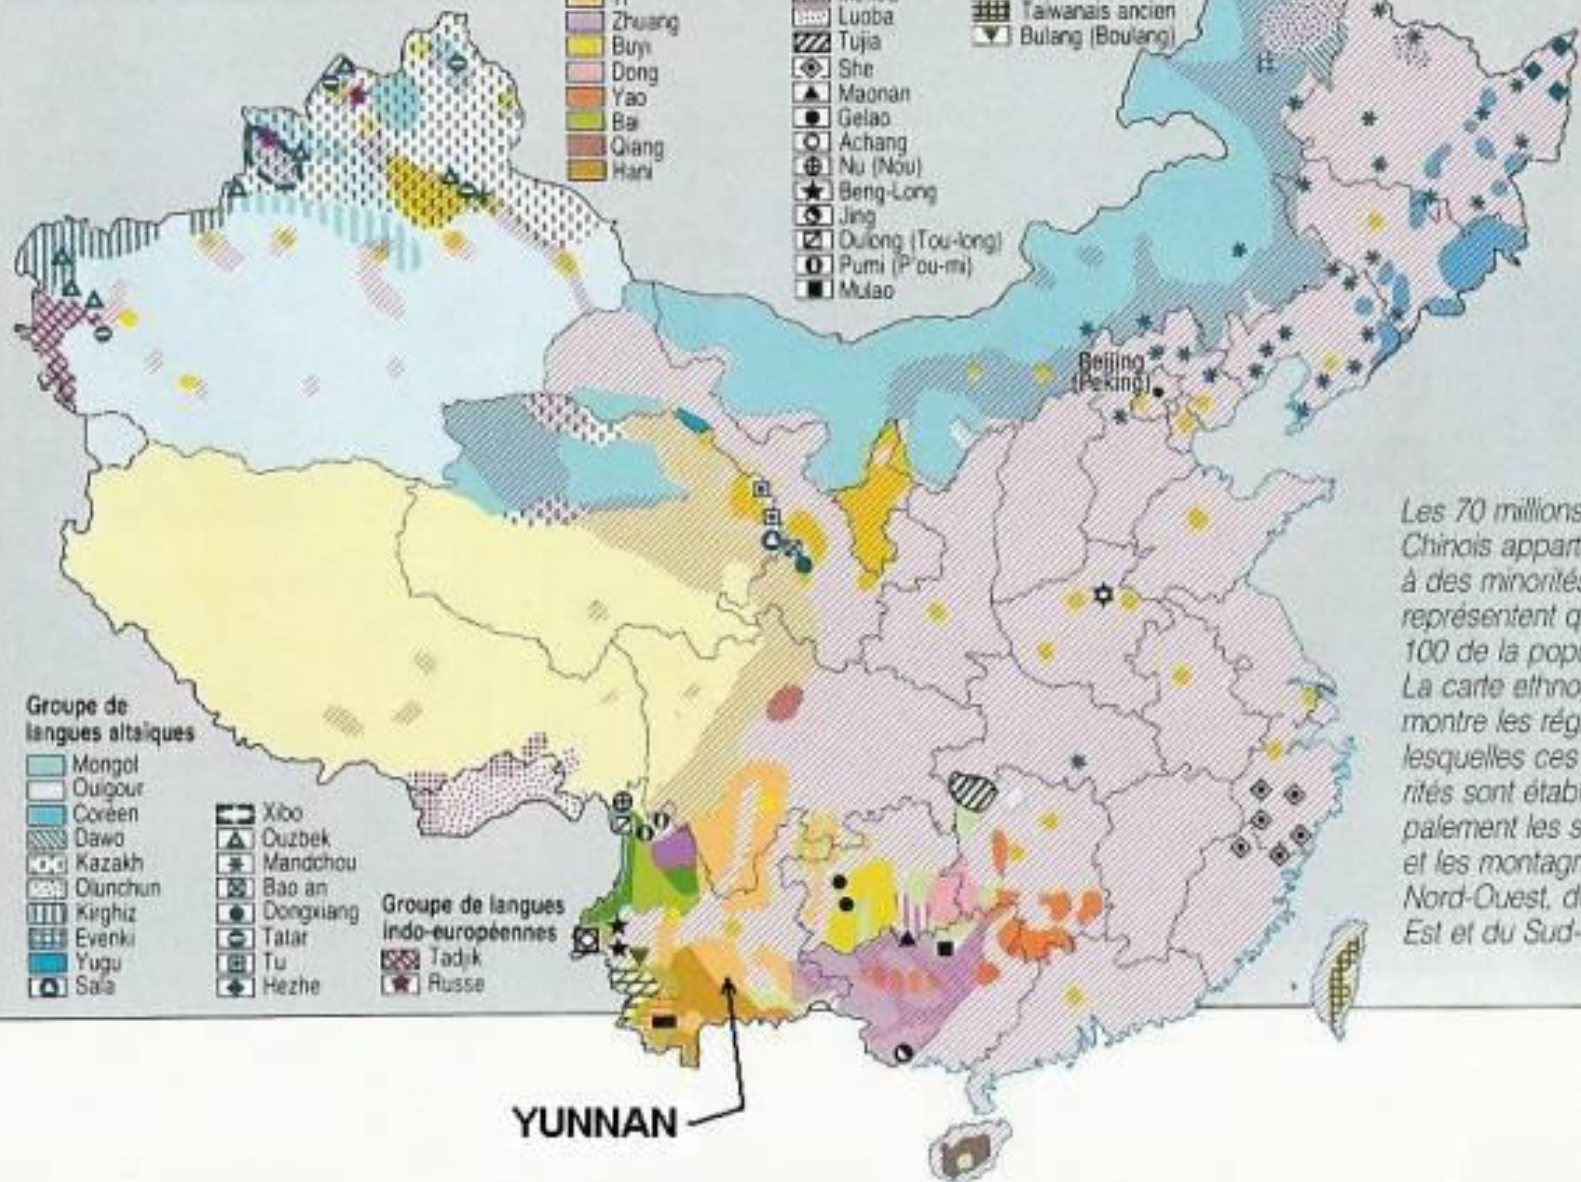 Zhuang
Buyi
Dong
Yao
Bai
Qiang
Hani
Luoba
Tujia
She
Maonan
Gelao
Achang
Nu (Nou)
Beng-Long
Jing
Dulong (Tou-long)
Pumi (P'ou-mi)
Mulao
Taiwanais ancien
Bulang (Boulang)
Beijing
(Peking)
Les 70 millions
Chinois appart
à des minorités
représentent q
100 de la popu
La carte ethno
montre les rég
lesquelles ces
rités sont étab
palement les s
et les montagn
Nord-Ouest, d
Est et du Sud-
Groupe de
langues altaïques
Mongol
Ouigour
Coréen
Dawo
Kazakh
Olunchun
Kirghiz
Evenki
Yugu
Sala
Xibo
Ouzbek
Mandchou
Bao an
Dongxiang
Tatar
Tu
Hezhe
Groupe de langues
indo-européennes
Tadjik
Russe
YUNNAN